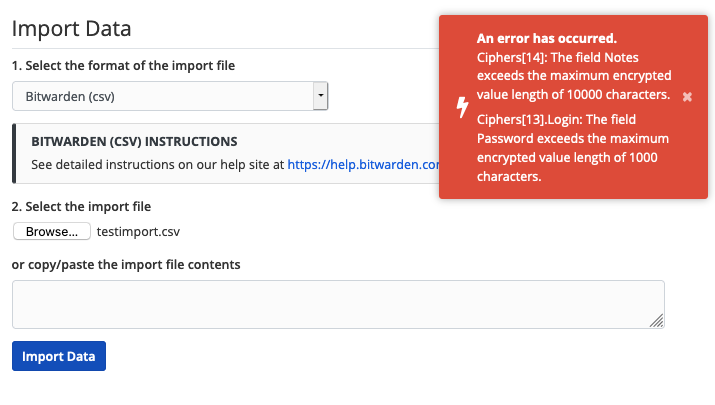 Import Data
1. Select the format of the import file
Bitwarden (csv)
BITWARDEN (CSV) INSTRUCTIONS
See detailed instructions on our help site at https://help.bitwarden.co
2. Select the import file
Browse... testimport.csv
or copy/paste the import file contents
Import Data
An error has occurred.
Ciphers[14]: The field Notes
exceeds the maximum encrypted
value length of 10000 characters.
Ciphers[13].Login: The field
Password exceeds the maximum
encrypted value length of 1000
characters.